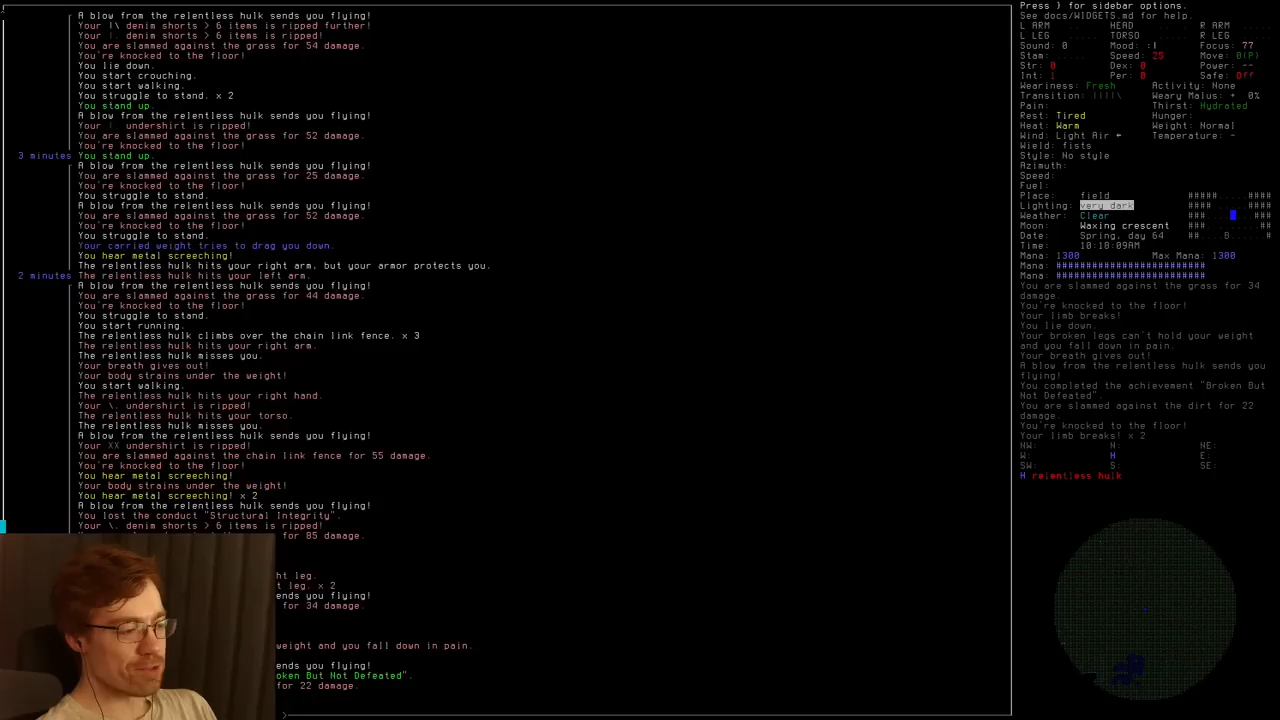 A blow from the relentless hulk sends you flying!
Your |\ denim shorts > 6 items is ripped further!
Your |. denim shorts > 6 items is ripped!
You are slammed against the grass for 54 damage.
You're knocked to the floor!
You lie down.
You start crouching.
You start walking.
You struggle to stand. x 2
You stand up.
A blow from the relentless hulk sends you flying!
Your |. undershirt is ripped!
You are slammed against the grass for 52 damage.
You're knocked to the floor!
3 minutes You stand up.
A blow from the relentless hulk sends you flying!
You are slammed against the grass for 25 damage.
You're knocked to the floor!
You struggle to stand.
A blow from the relentless hulk sends you flying!
You are slammed against the grass for 52 damage.
You're knocked to the floor!
You struggle to stand.
Your carried weight tries to drag you down.
You hear metal screeching!
The relentless hulk hits your right arm, but your armor protects you.
2 minutes The relentless hulk hits your left arm.
A blow from the relentless hulk sends you flying!
You are slammed against the grass for 44 damage.
You're knocked to the floor!
You struggle to stand.
You start running.
The relentless hulk climbs over the chain link fence. x 3
The relentless hulk hits your right arm.
The relentless hulk misses you.
Your breath gives out!
Your body strains under the weight!
You start walking.
The relentless hulk hits your right hand.
Your \. undershirt is ripped!
The relentless hulk hits your torso.
The relentless hulk misses you.
A blow from the relentless hulk sends you flying!
Your XX undershirt is ripped!
You are slammed against the chain link fence for 55 damage.
You're knocked to the floor!
You hear metal screeching!
Your body strains under the weight!
You hear metal screeching! x 2
A blow from the relentless hulk sends you flying!
You lost the conduct "Structural Integrity".
Your \. denim shorts > 6 items is ripped!
for 85 damage.
ht leg.
t leg. x 2
sends you flying!
for 34 damage.
weight and you fall down in pain.
sends you flying!
oken But Not Defeated".
for 22 damage.
Press } for sidebar options.
See docs/WIDGETS.md for help.
L ARM ..... HEAD ..... R ARM .....
L LEG ..... TORSO ..... R LEG .....
Sound: 0 Mood: :| Focus: 77
Stam: ..... Speed: 25 Move: 0(P)
Str: 0 Dex: 0 Power: --
Int: 1 Per: 0 Safe: Off
Weariness: Fresh Activity: None
Transition: ||||\ Weary Malus: + 0%
Pain: Thirst: Hydrated
Rest: Tired Hunger:
Heat: Warm Weight: Normal
Wind: Light Air ← Temperature: -
Wield: fists
Style: No style
Azimuth:
Speed:
Fuel:
Place: field
Lighting: very dark
Weather: Clear
Moon: Waxing crescent
Date: Spring, day 64
Time: 10:10:09AM
Mana: 1300 Max Mana: 1300
Mana: #########################
Mana: #########################
You are slammed against the grass for 34
damage.
You're knocked to the floor!
Your limb breaks!
You lie down.
Your broken legs can't hold your weight
and you fall down in pain.
Your breath gives out!
A blow from the relentless hulk sends you
flying!
You completed the achievement "Broken But
Not Defeated".
You are slammed against the dirt for 22
damage.
You're knocked to the floor!
Your limb breaks! x 2
NW: N: NE:
W: H E:
SW: S: SE:
H relentless hulk